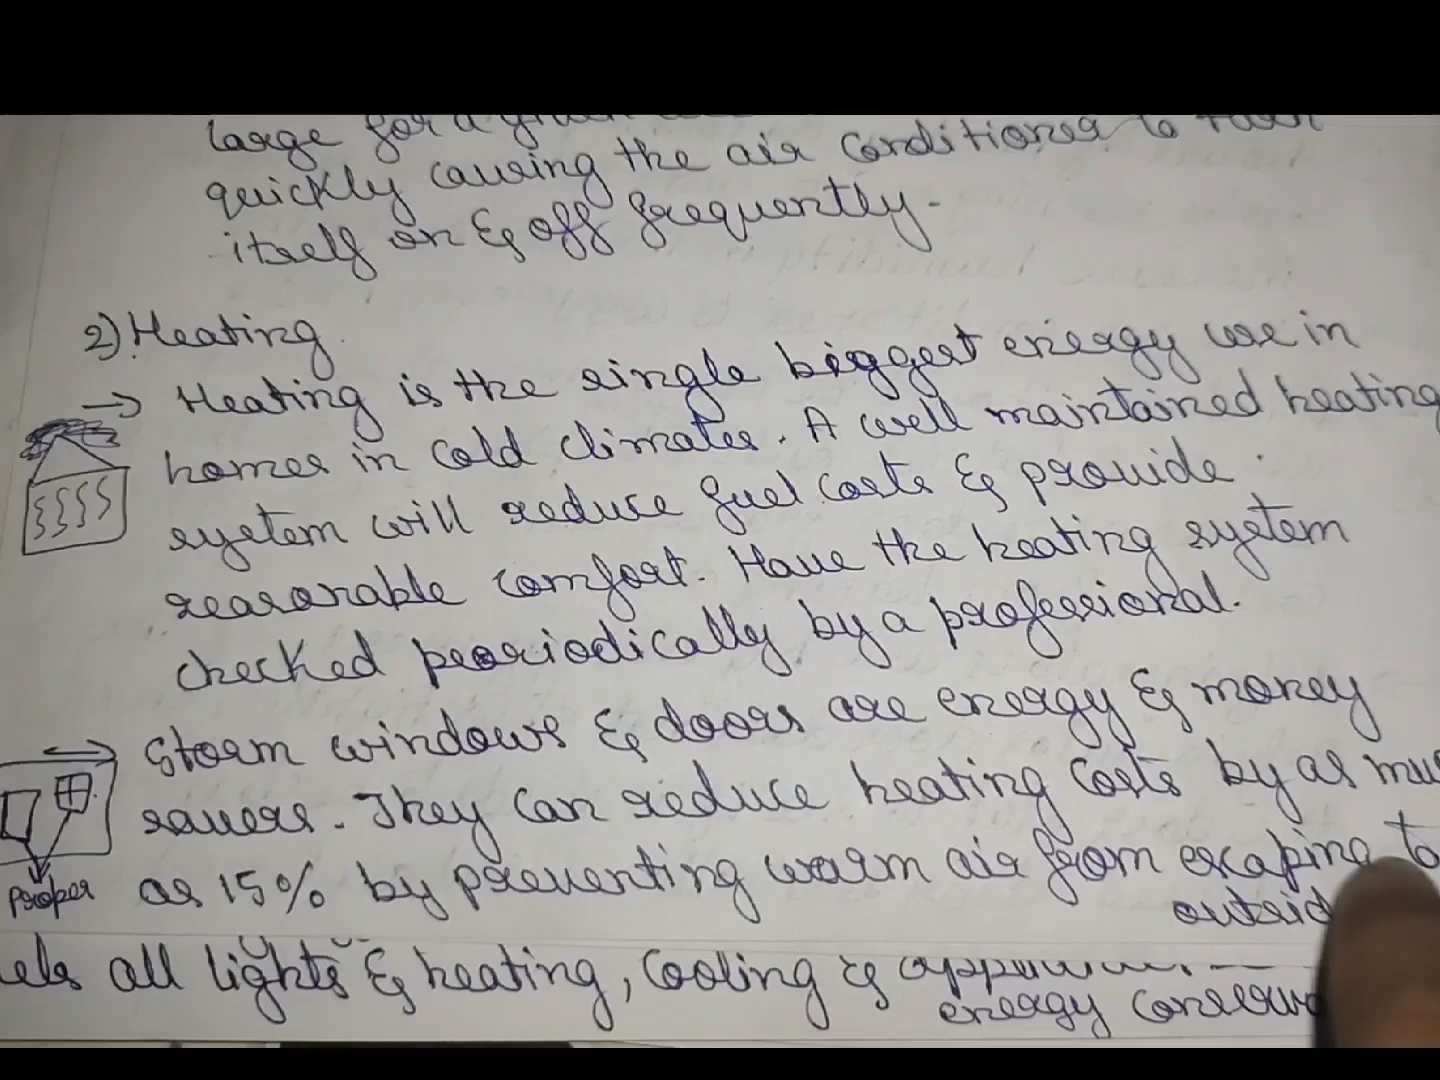 large for a
quickly causing the air conditioner to turn
itself on & off frequently.
2) Heating
→ Heating is the single biggest energy use in
homes in cold climates. A well maintained heating
system will reduce fuel costs & provide
reasonable comfort. Have the heating system
checked periodically by a professional.
Storm windows & doors are energy & money
savers. They can reduce heating costs by as
as 15% by preventing warm air from escaping to
Proper
all lights & heating, cooling &
energy